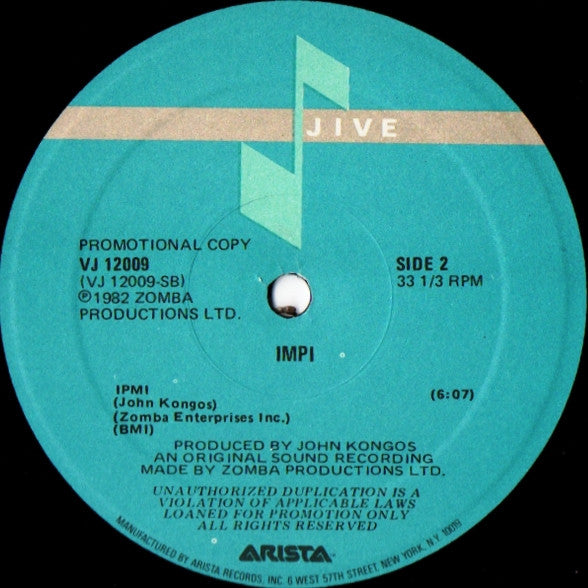 JIVE
PROMOTIONAL COPY
VJ 12009
(VJ 12009-SB)
℗1982 ZOMBA
PRODUCTIONS LTD.
SIDE 2
33 1/3 RPM
IMPI
IPMI
(John Kongos)
(Zomba Enterprises Inc.)
(BMI)
(6:07)
PRODUCED BY JOHN KONGOS
AN ORIGINAL SOUND RECORDING
MADE BY ZOMBA PRODUCTIONS LTD.
UNAUTHORIZED DUPLICATION IS A
VIOLATION OF APPLICABLE LAWS
LOANED FOR PROMOTION ONLY
ALL RIGHTS RESERVED
ARISTA
MANUFACTURED BY ARISTA RECORDS, INC. 6 WEST 57TH STREET, NEW YORK, N.Y. 10019